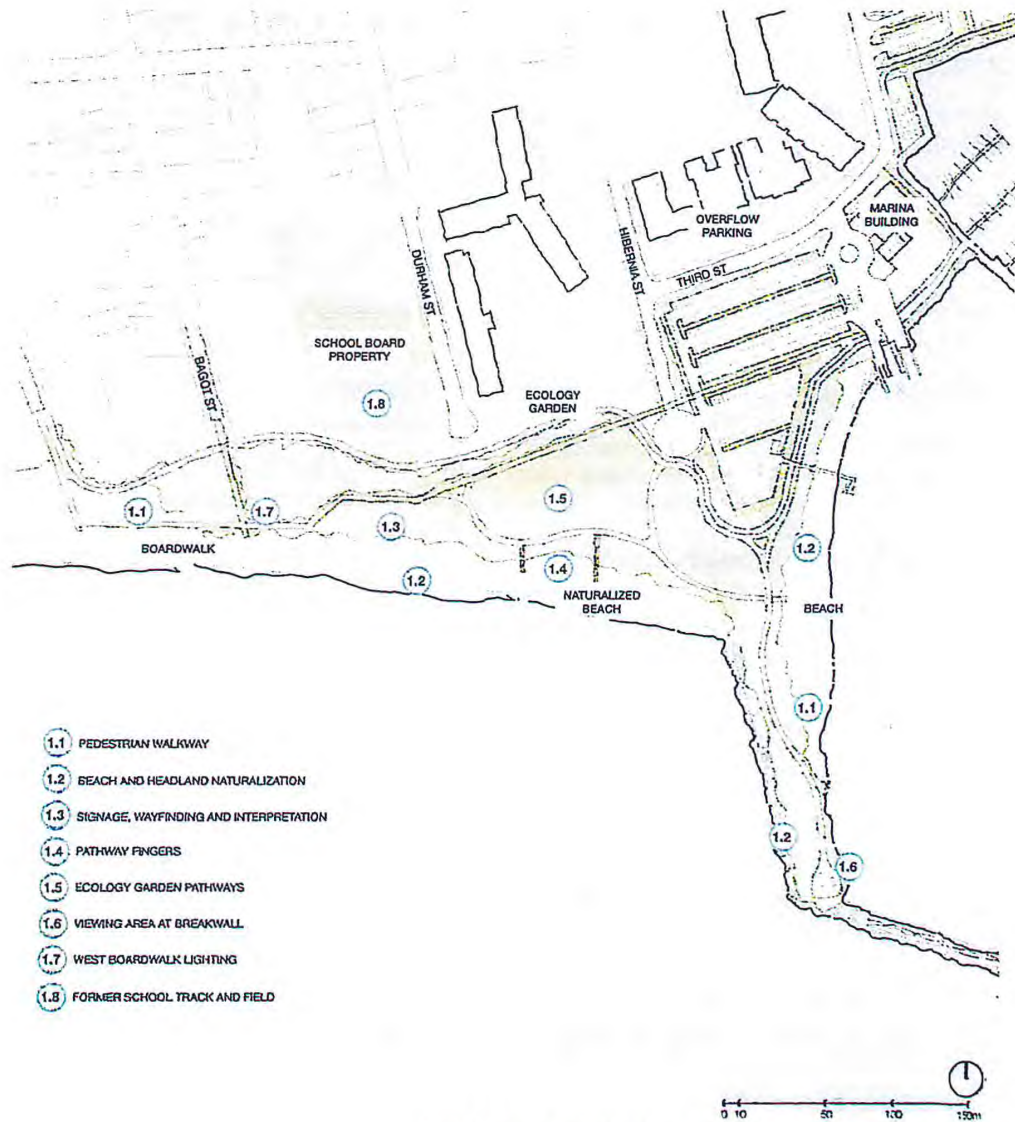 MARINA
BUILDING
OVERFLOW
PARKING
HIBERNIA ST
THIRD ST
DURHAM ST
SCHOOL BOARD
PROPERTY
BAGOT ST
1.8
ECOLOGY
GARDEN
1.1
1.7
1.3
1.5
BOARDWALK
1.2
1.4
NATURALIZED
BEACH
1.2
BEACH
1.1
1.2
1.6
1.1 PEDESTRIAN WALKWAY
1.2 BEACH AND HEADLAND NATURALIZATION
1.3 SIGNAGE, WAYFINDING AND INTERPRETATION
1.4 PATHWAY FINGERS
1.5 ECOLOGY GARDEN PATHWAYS
1.6 VIEWING AREA AT BREAKWALL
1.7 WEST BOARDWALK LIGHTING
1.8 FORMER SCHOOL TRACK AND FIELD
0 10 50 100 150m